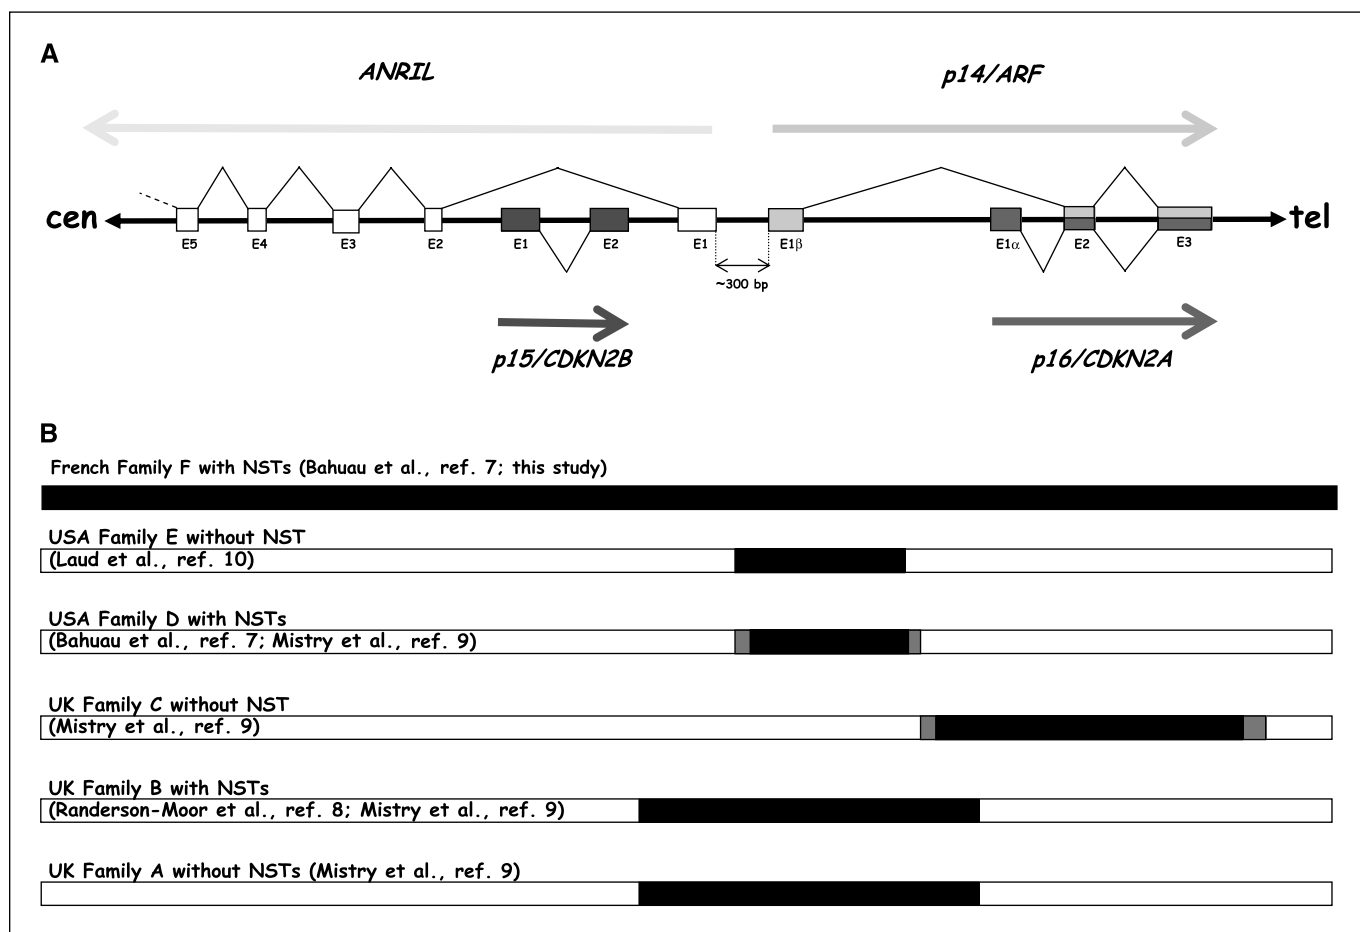 A
ANRIL p14/ARF
cen tel
E5 E4 E3 E2 E1 E2 E1 E1β E1α E2 E3
~300 bp
p15/CDKN2B p16/CDKN2A
B
French Family F with NSTs (Bahuau et al., ref. 7; this study)
USA Family E without NST
(Laud et al., ref. 10)
USA Family D with NSTs
(Bahuau et al., ref. 7; Mistry et al., ref. 9)
UK Family C without NST
(Mistry et al., ref. 9)
UK Family B with NSTs
(Randerson-Moor et al., ref. 8; Mistry et al., ref. 9)
UK Family A without NSTs (Mistry et al., ref. 9)